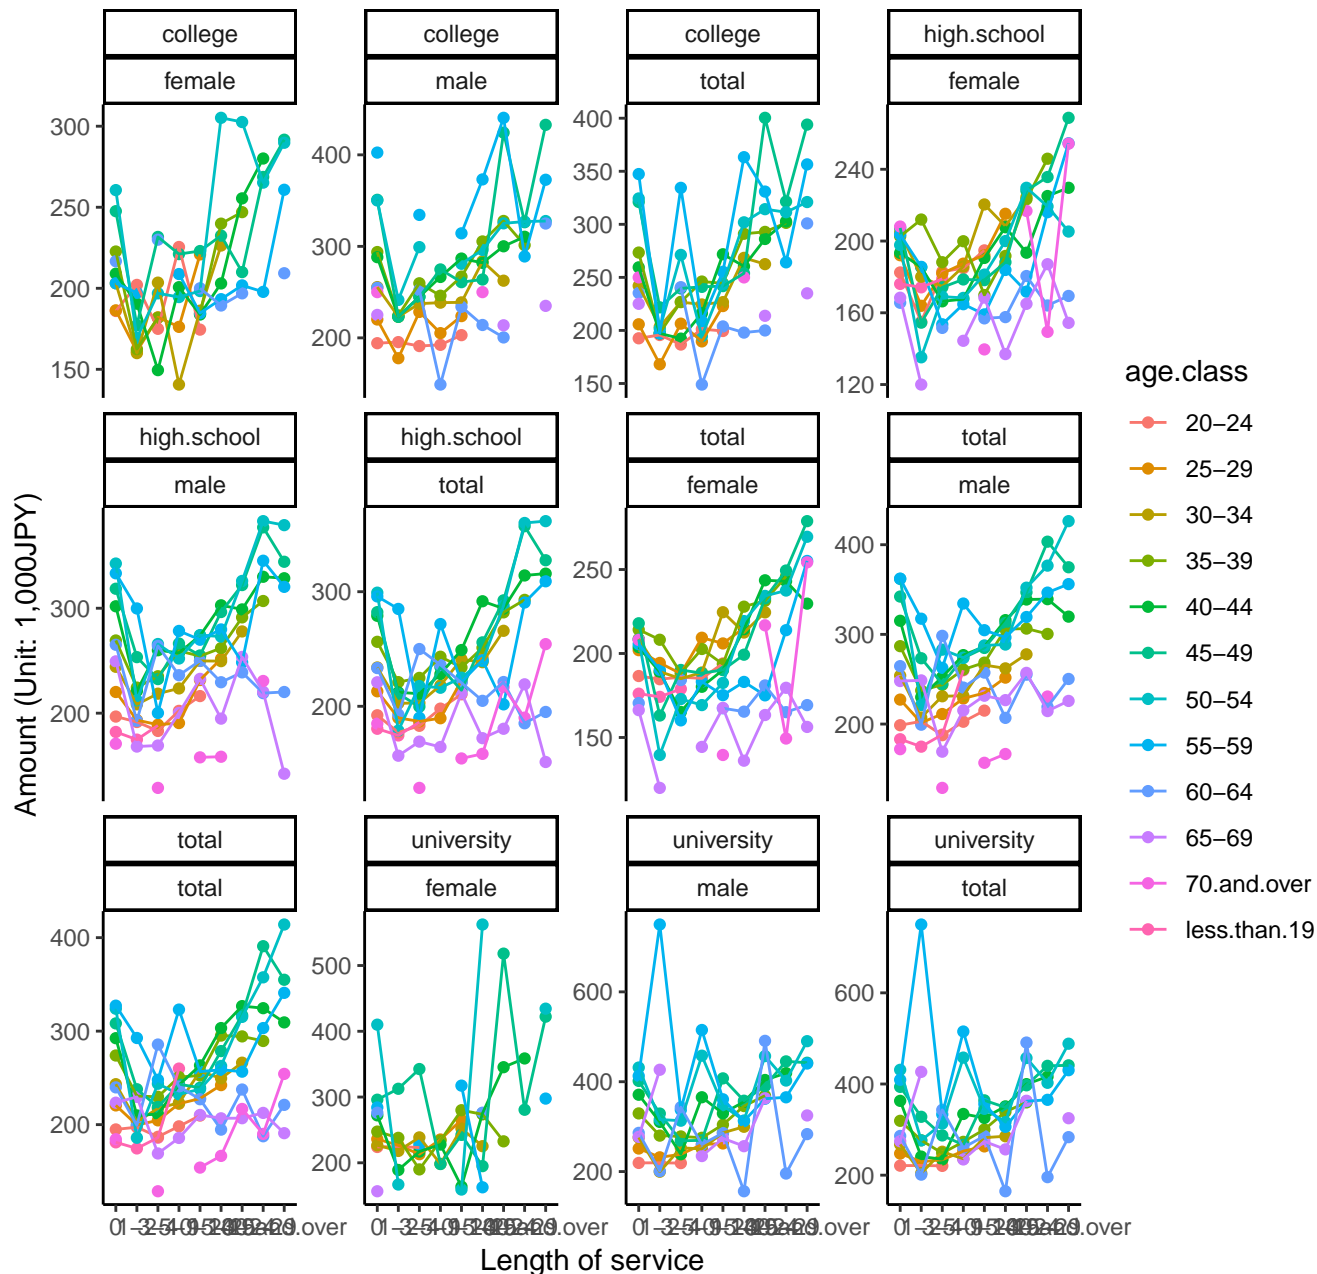 college
college
college
high.school
female
male
total
female
300
250
200
150
400
300
200
400
350
300
250
200
150
240
200
160
120
high.school
high.school
total
total
male
total
female
male
300
200
300
200
250
200
150
400
300
200
total
university
university
university
total
female
male
total
400
300
200
500
400
300
200
600
400
200
600
400
200
Length of service
Amount (Unit: 1,000JPY)
age.class
20−24
25−29
30−34
35−39
40−44
45−49
50−54
55−59
60−64
65−69
70.and.over
less.than.19